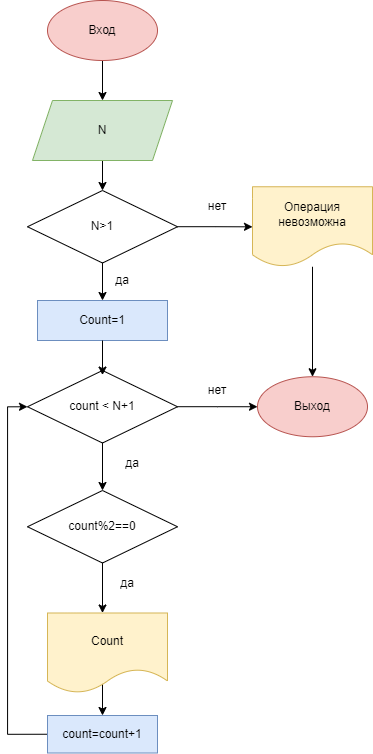 Вход
N
N>1
нет
Операция
невозможна
да
Count=1
count < N+1
нет
Выход
да
count%2==0
да
Count
count=count+1